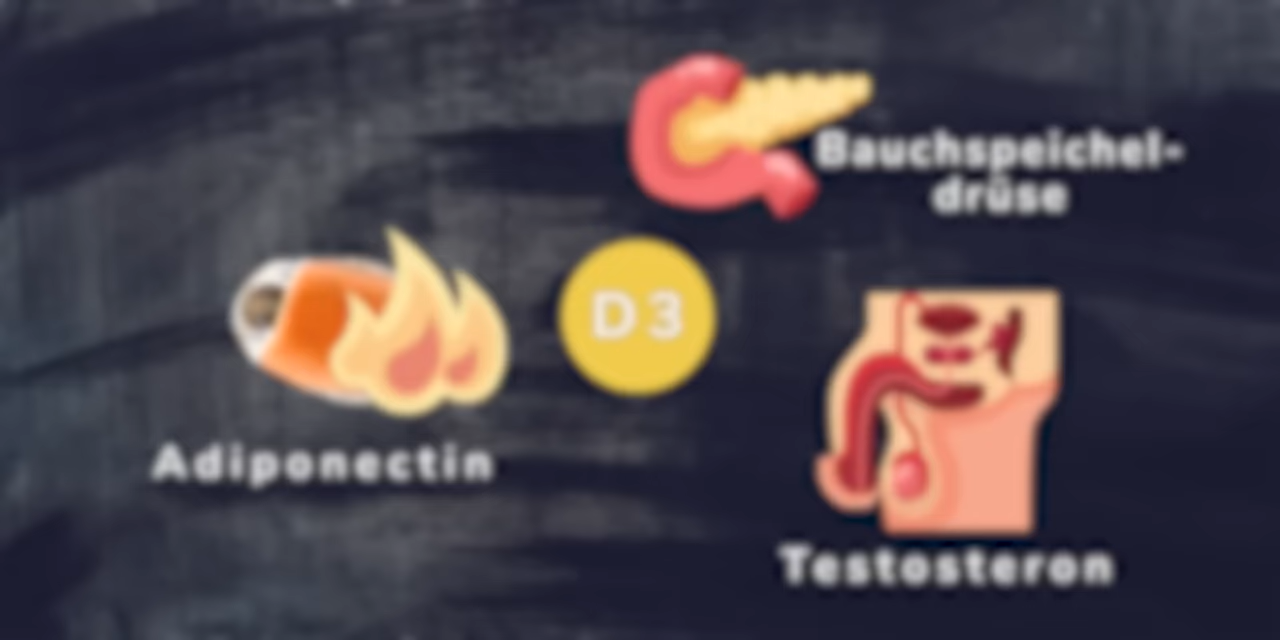 Bauchspeichel-
drüse
D3
Adiponectin
Testosteron